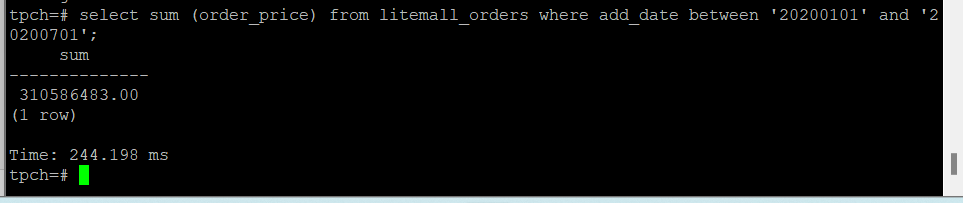 tpch=# select sum (order_price) from litemall_orders where add_date between '20200101' and '2
0200701';
sum
--------------
310586483.00
(1 row)
Time: 244.198 ms
tpch=#